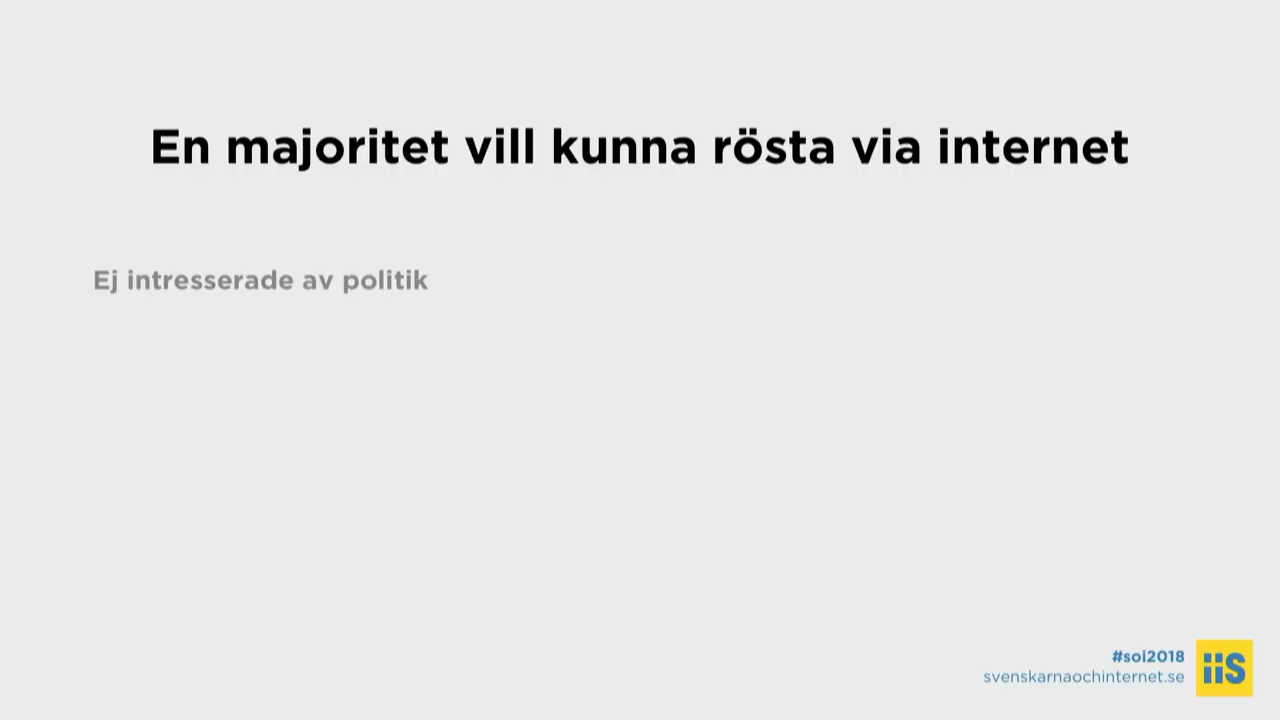 En majoritet vill kunna rösta via internet
Ej intresserade av politik
#soi2018
svenskarnaochinternet.se
iis